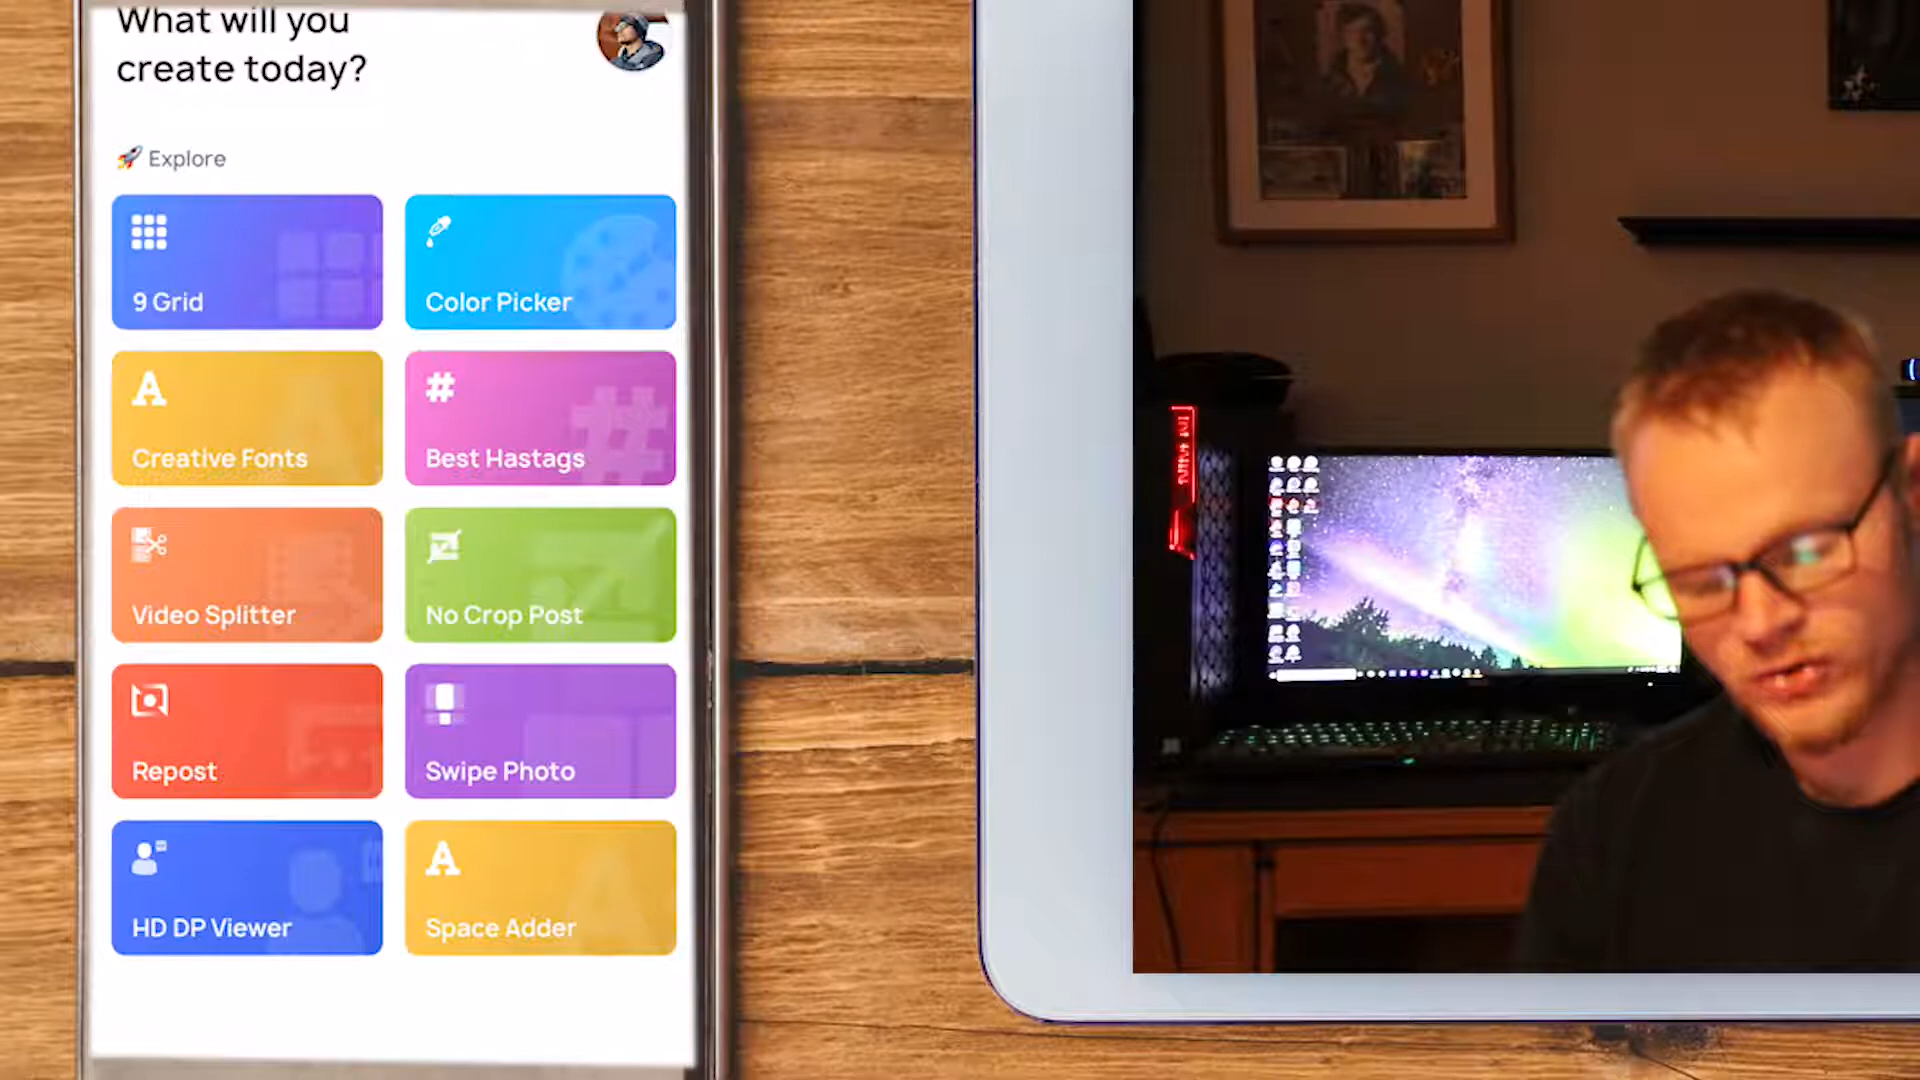 What will you
create today?
Explore
9 Grid
Color Picker
Creative Fonts
Best Hastags
Video Splitter
No Crop Post
Repost
Swipe Photo
HD DP Viewer
Space Adder